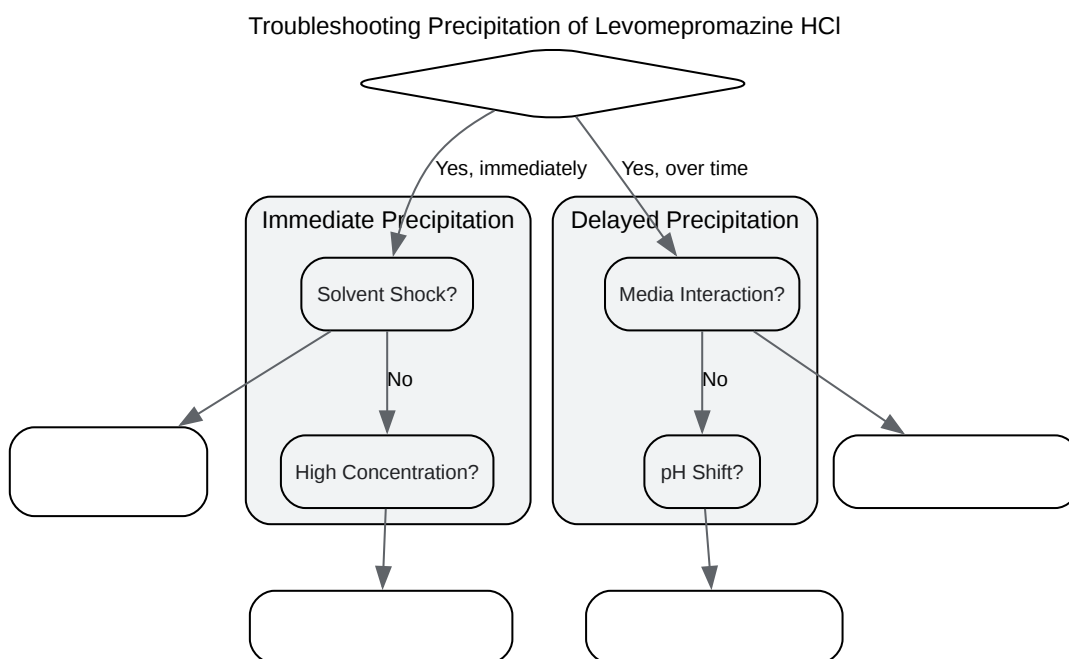 Troubleshooting Precipitation of Levomepromazine HCl
Yes, immediately
Yes, over time
Immediate Precipitation
Delayed Precipitation
Solvent Shock?
Media Interaction?
No
No
High Concentration?
pH Shift?